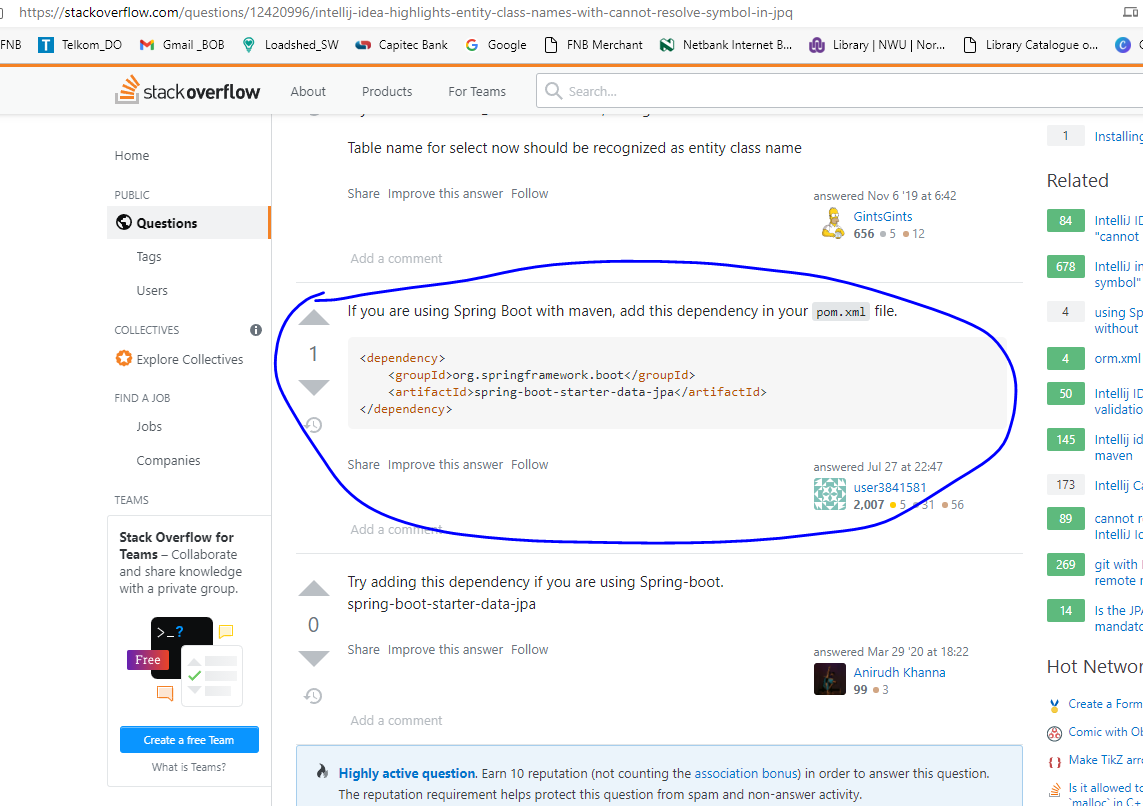 https://stackoverflow.com/questions/12420996/intellij-idea-highlights-entity-class-names-with-cannot-resolve-symbol-in-jpq
FNB Telkom_DO Gmail _BOB Loadshed_SW Capitec Bank Google FNB Merchant Netbank Internet B... Library | NWU | Nor... Library Catalogue o...
stackoverflow About Products For Teams Search...
Home
PUBLIC
Questions
Tags
Users
COLLECTIVES
Explore Collectives
FIND A JOB
Jobs
Companies
TEAMS
Stack Overflow for
Teams – Collaborate
and share knowledge
with a private group.
>_?
Free
Create a free Team
What is Teams?
Table name for select now should be recognized as entity class name
Share Improve this answer Follow
answered Nov 6 '19 at 6:42
GintsGints
656 5 12
Add a comment
1
If you are using Spring Boot with maven, add this dependency in your pom.xml file.
<dependency>
    <groupId>org.springframework.boot</groupId>
    <artifactId>spring-boot-starter-data-jpa</artifactId>
</dependency>
Share Improve this answer Follow
answered Jul 27 at 22:47
user3841581
2,007 5 31 56
Add a comment
0
Try adding this dependency if you are using Spring-boot.
spring-boot-starter-data-jpa
Share Improve this answer Follow
answered Mar 29 '20 at 18:22
Anirudh Khanna
99 3
Add a comment
Highly active question. Earn 10 reputation (not counting the association bonus) in order to answer this question.
The reputation requirement helps protect this question from spam and non-answer activity.
1 Installing
Related
84 IntelliJ ID
"cannot
678 IntelliJ in
symbol"
4 using Sp
without
4 orm.xml
50 Intellij ID
validatio
145 Intellij id
maven
173 Intellij Ca
89 cannot r
IntelliJ Io
269 git with I
remote r
14 Is the JPA
mandato
Hot Networ
Create a Form
Comic with Ob
Make TikZ arr
Is it allowed t
`malloc` in C+